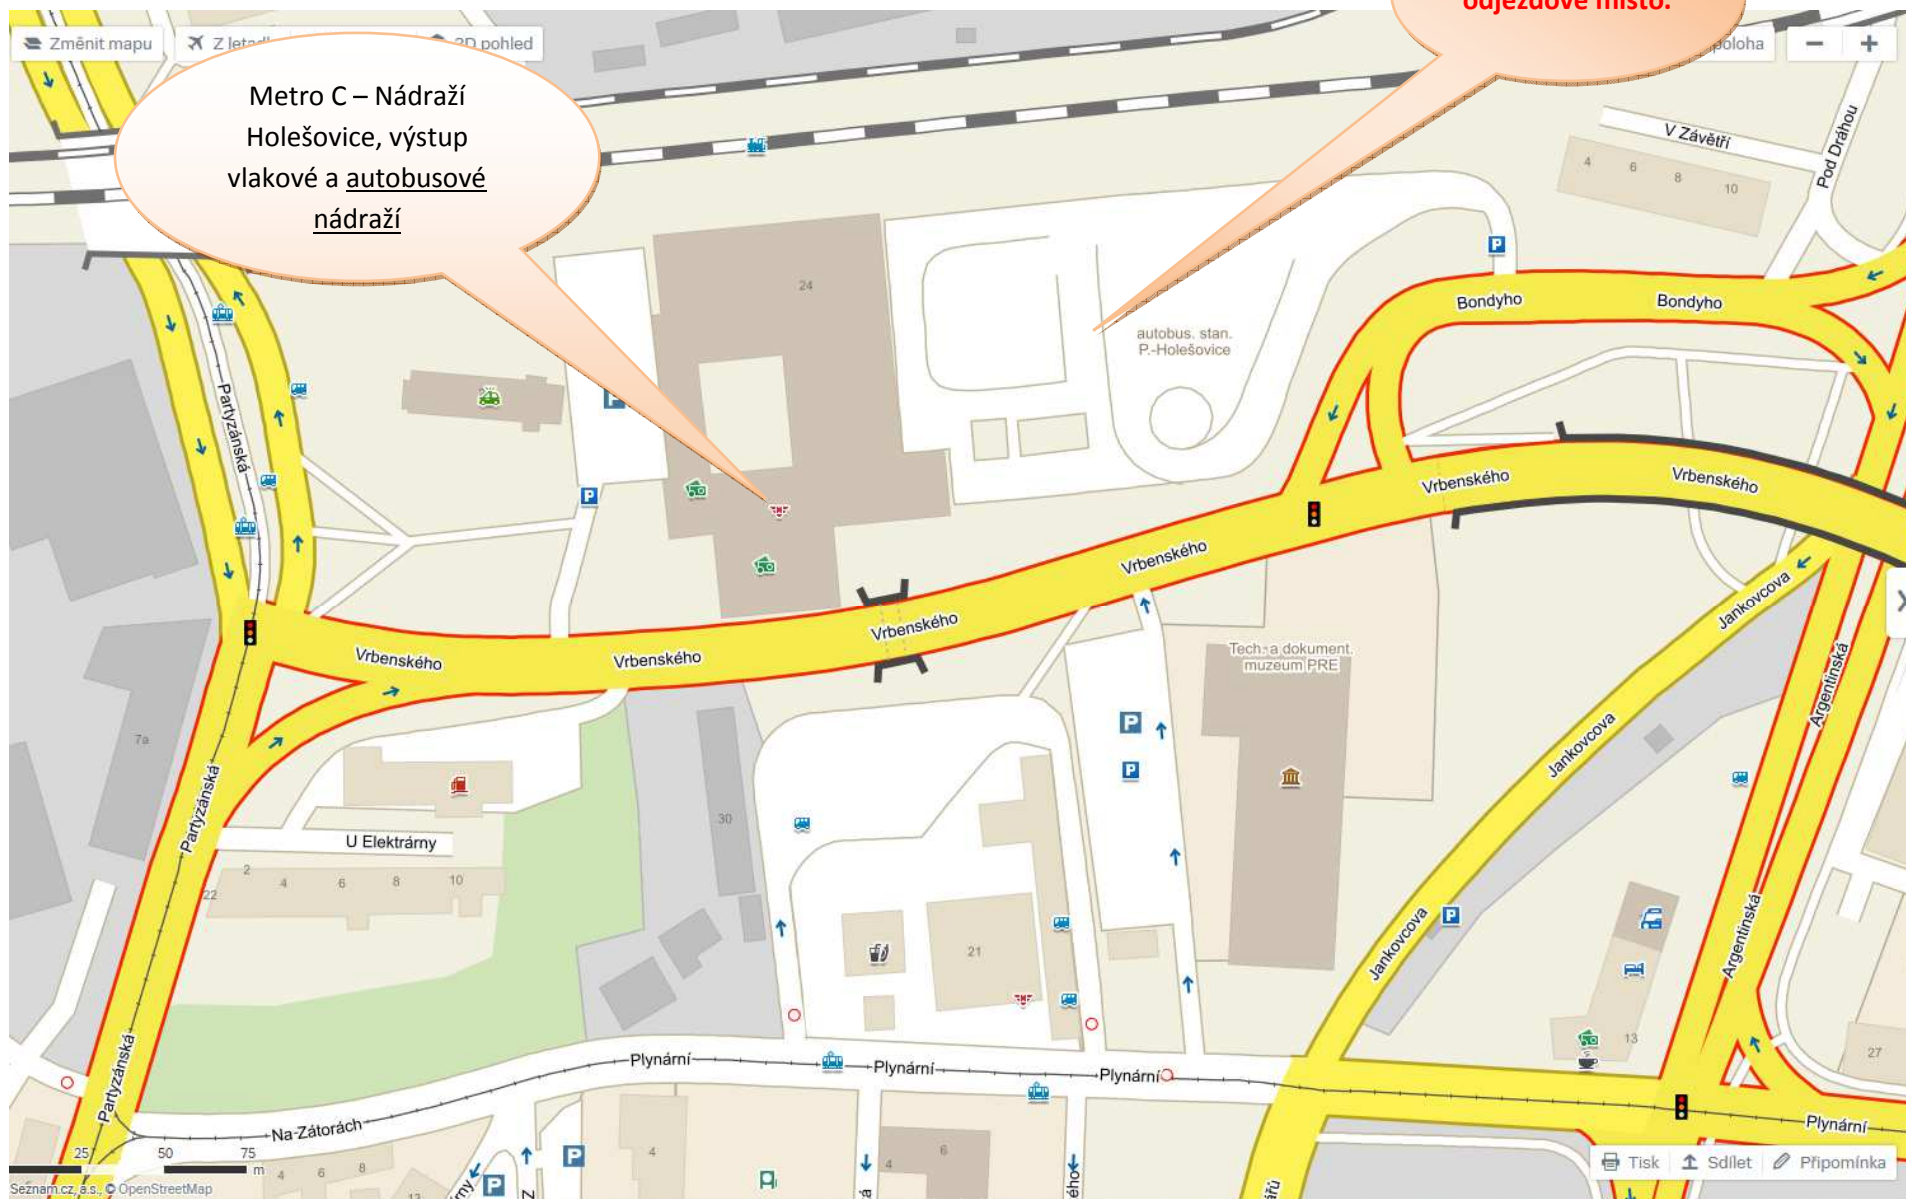 odjezdové místo.
Změnit mapu
Z letadla
3D pohled
poloha
Metro C – Nádraží
Holešovice, výstup
vlakové a autobusové
nádraží
V Závětří
Pod Dráhou
4
6
8
10
24
Bondyho
Bondyho
autobus. stan.
P.-Holešovice
Partyzánská
Vrbenského
Vrbenského
Vrbenského
Vrbenského
Vrbenského
Vrbenského
Vrbenského
Jankovcova
Tech. a dokument.
muzeum PRE
Argentinská
7a
Jankovcova
Partyzánská
30
U Elektrárny
2
4
6
8
10
22
21
Jankovcova
Argentinská
13
27
Partyzánská
Plynární
Plynární
Plynární
Plynární
Na Zátorách
4
6
8
13
4
6
4
25
50
75
m
Tisk
Sdílet
Připomínka
Seznam.cz, a.s., © OpenStreetMap